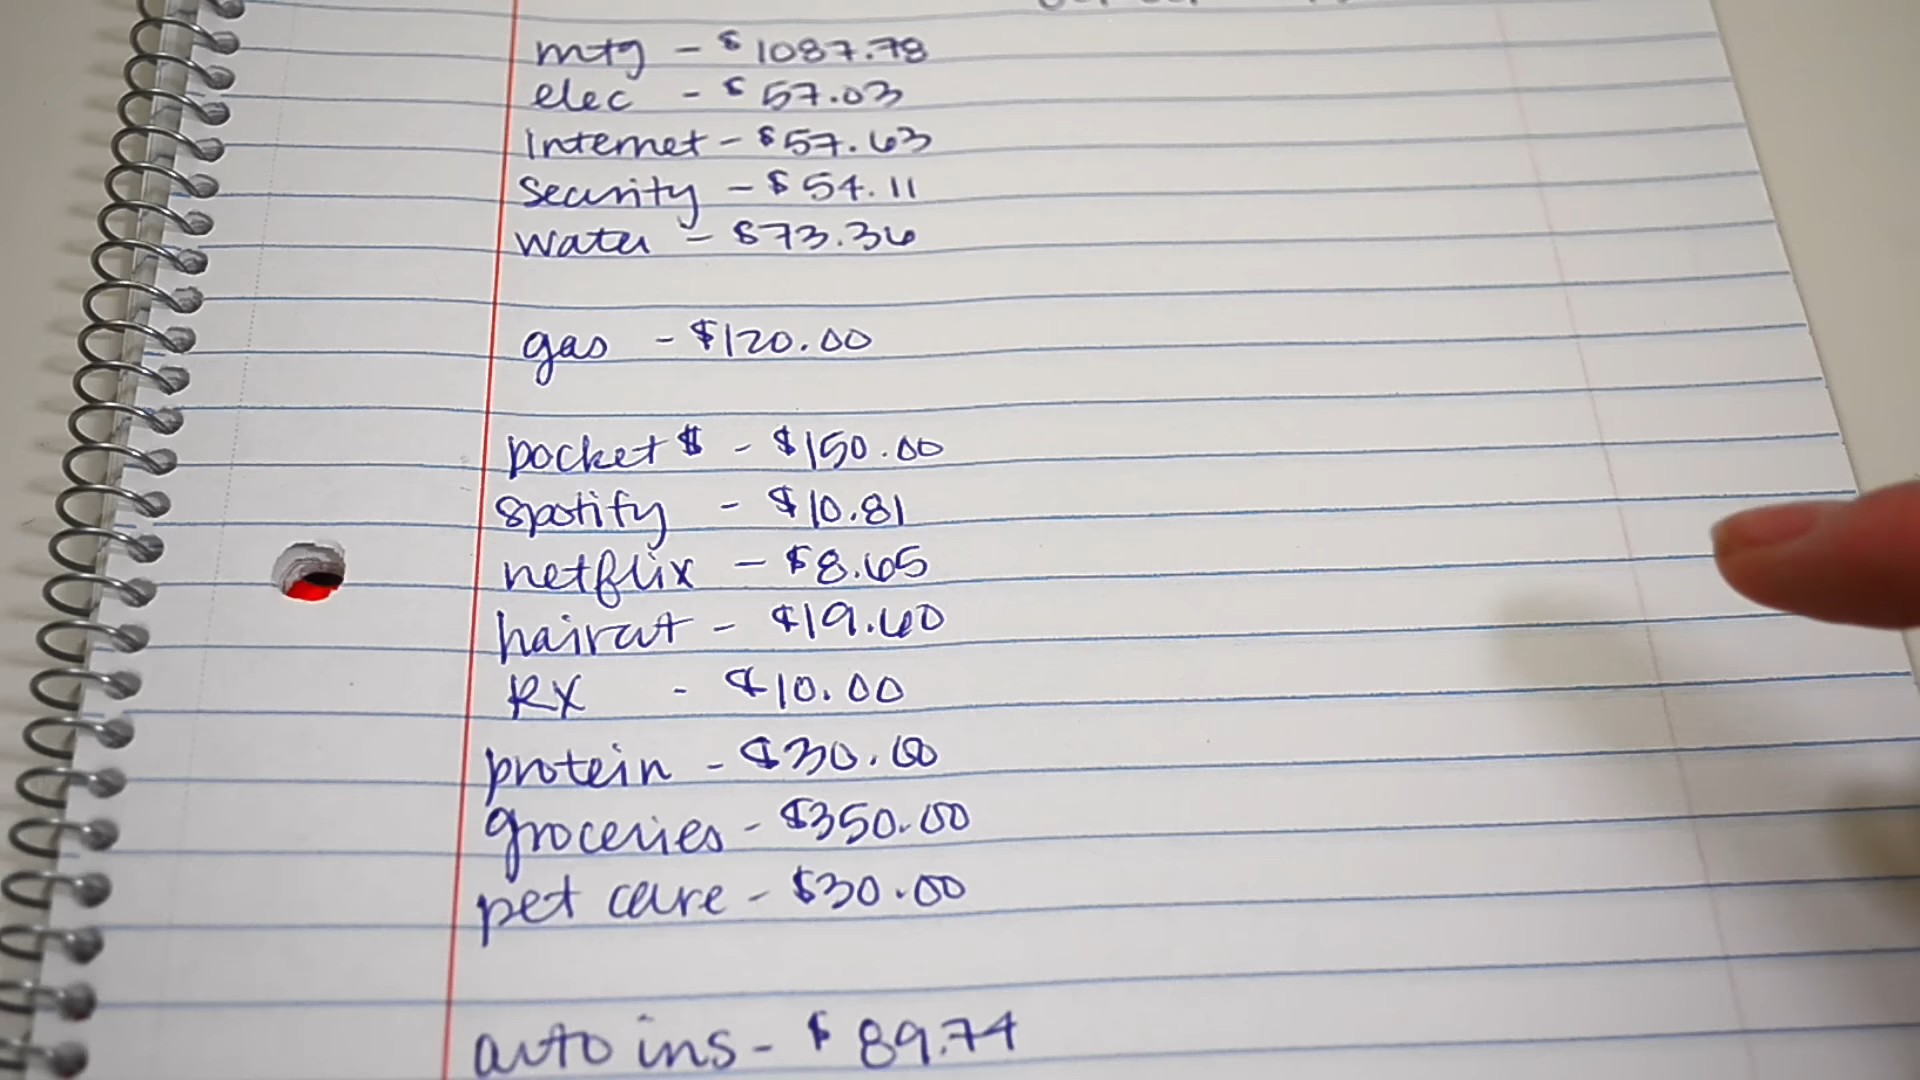 mtg - $1087.78
elec - $57.03
Internet - $57.63
Security - $54.11
Water - $73.36
gas - $120.00
pocket $ - $150.00
spotify - $10.81
netflix - $8.65
haircut - $19.60
RX - $10.00
protein - $30.00
groceries - $350.00
pet care - $30.00
auto ins - $89.74